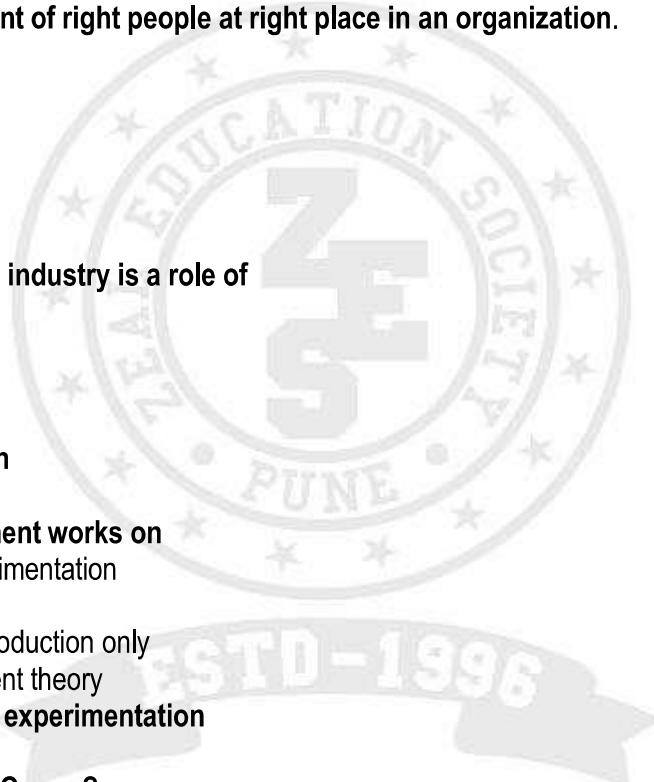 nt of right people at right place in an organization.
ZEAL EDUCATION SOCIETY
ZES
industry is a role of
n
• PUNE •
ent works on
imentation
oduction only
ent theory
ESTD-1996
experimentation